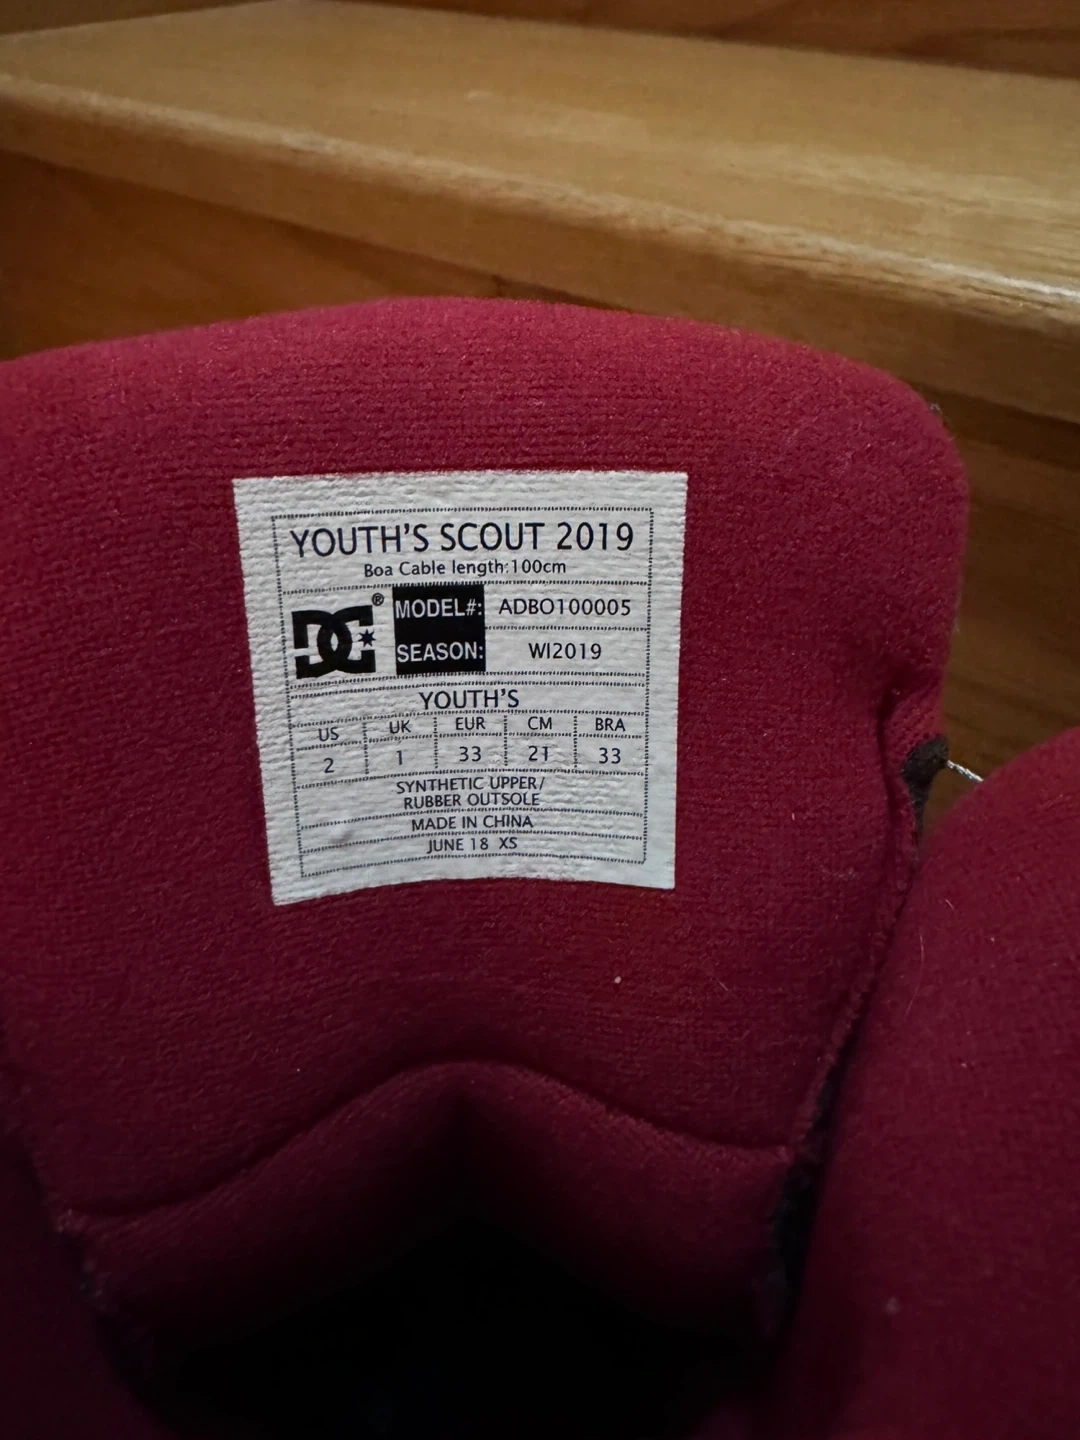 YOUTH'S SCOUT 2019
Boa Cable length:100cm
DC® MODEL#: ADBO100005
SEASON: WI2019
YOUTH'S
US UK EUR CM BRA
2 1 33 21 33
SYNTHETIC UPPER/
RUBBER OUTSOLE
MADE IN CHINA
JUNE 18 XS